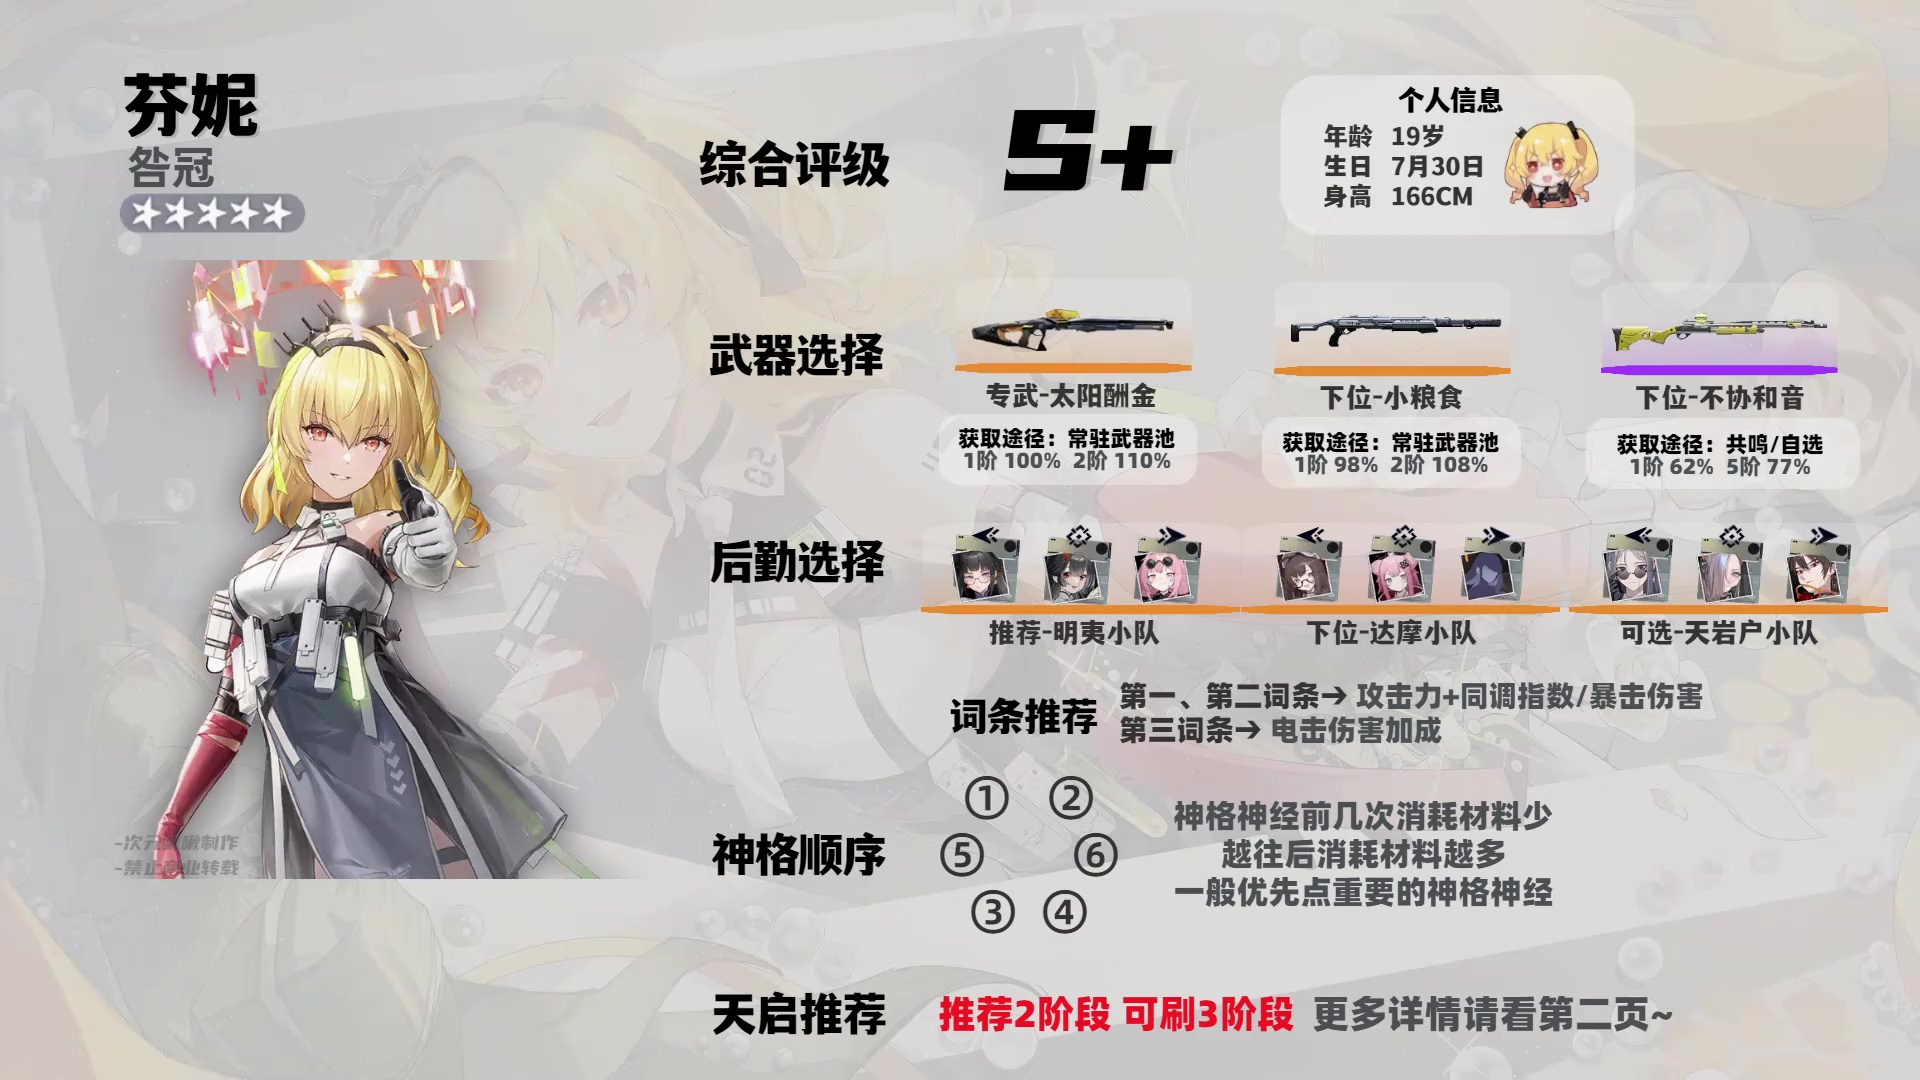 芬妮
咎冠
综合评级
S+
个人信息
年龄 19岁
生日 7月30日
身高 166CM
武器选择
专武-太阳酬金
获取途径：常驻武器池
1阶 100% 2阶 110%
下位-小粮食
获取途径：常驻武器池
1阶 98% 2阶 108%
下位-不协和音
获取途径：共鸣/自选
1阶 62% 5阶 77%
后勤选择
推荐-明夷小队
下位-达摩小队
可选-天岩户小队
词条推荐
第一、第二词条→ 攻击力+同调指数/暴击伤害
第三词条→ 电击伤害加成
神格顺序
① ②
⑤ ⑥
③ ④
神格神经前几次消耗材料少
越往后消耗材料越多
一般优先点重要的神格神经
天启推荐
推荐2阶段 可刷3阶段 更多详情请看第二页~
-次元 啾制作
-禁止商业转载